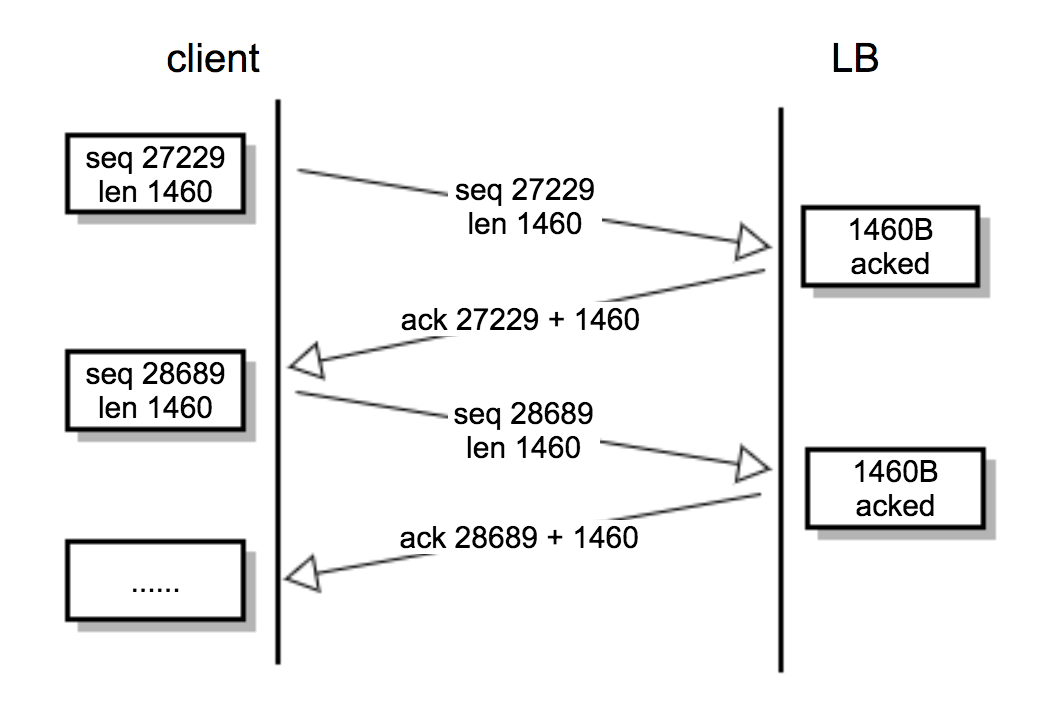 client
LB
seq 27229
len 1460
seq 27229
len 1460
1460B
acked
ack 27229 + 1460
seq 28689
len 1460
seq 28689
len 1460
1460B
acked
ack 28689 + 1460
......